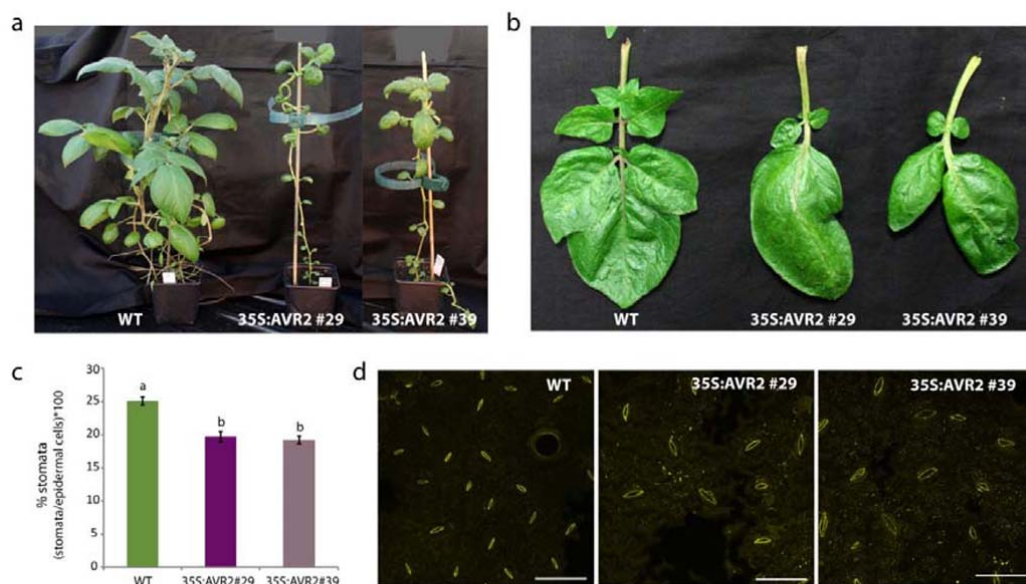 a
WT
35S:AVR2 #29
35S:AVR2 #39
b
WT
35S:AVR2 #29
35S:AVR2 #39
c
% stomata
(stomata/epidermal cells)*100
30
25
20
15
10
5
0
a
b
b
WT
35S:AVR2#29
35S:AVR2#39
d
WT
35S:AVR2 #29
35S:AVR2 #39